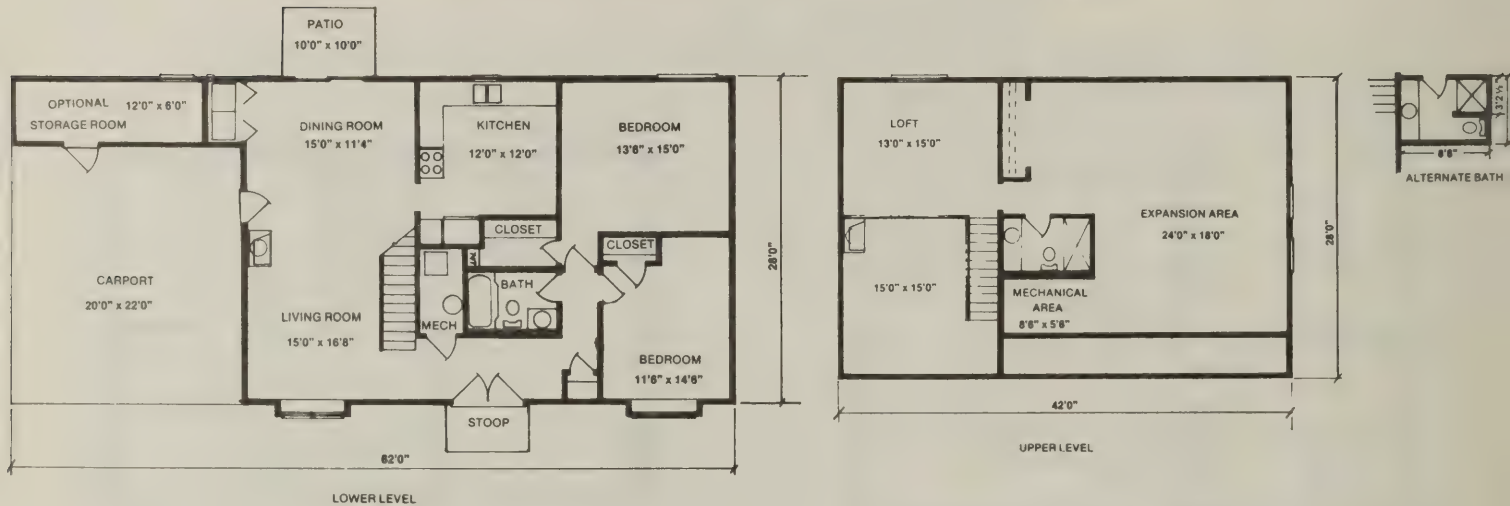 PATIO
10'0" x 10'0"
OPTIONAL 12'0" x 6'0"
STORAGE ROOM
DINING ROOM
15'0" x 11'4"
KITCHEN
12'0" x 12'0"
BEDROOM
13'6" x 15'0"
CLOSET
CLOSET
CARPORT
20'0" x 22'0"
BATH
MECH
LIVING ROOM
15'0" x 16'8"
BEDROOM
11'6" x 14'6"
STOOP
28'0"
62'0"
LOWER LEVEL
LOFT
13'0" x 15'0"
EXPANSION AREA
24'0" x 18'0"
15'0" x 15'0"
MECHANICAL
AREA
8'6" x 5'6"
28'0"
42'0"
UPPER LEVEL
3'2½"
8'6"
ALTERNATE BATH